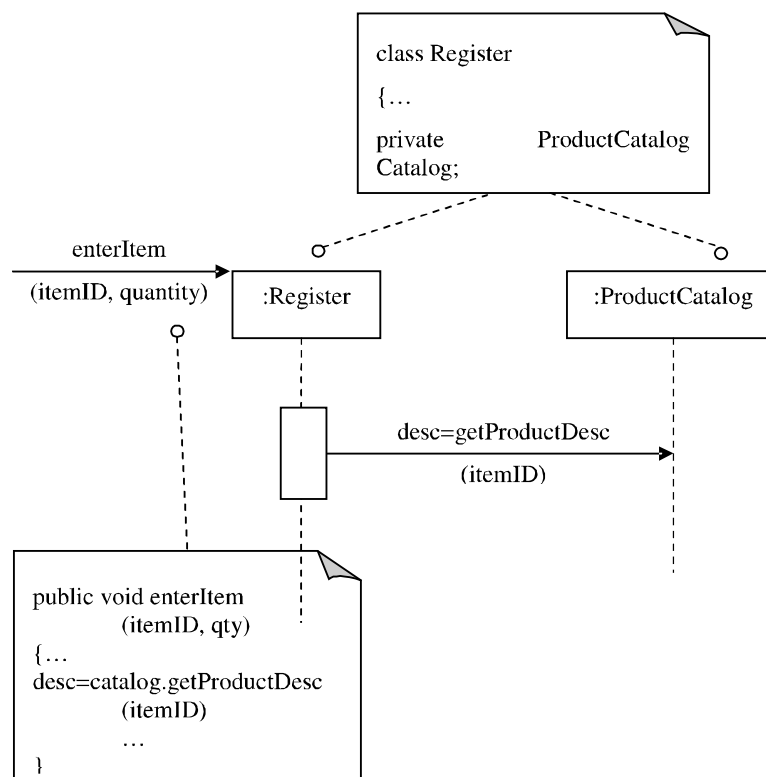 class Register
{…
private ProductCatalog
Catalog;
enterItem
(itemID, quantity)
:Register
:ProductCatalog
desc=getProductDesc
(itemID)
public void enterItem
(itemID, qty)
{…
desc=catalog.getProductDesc
(itemID)
…
}